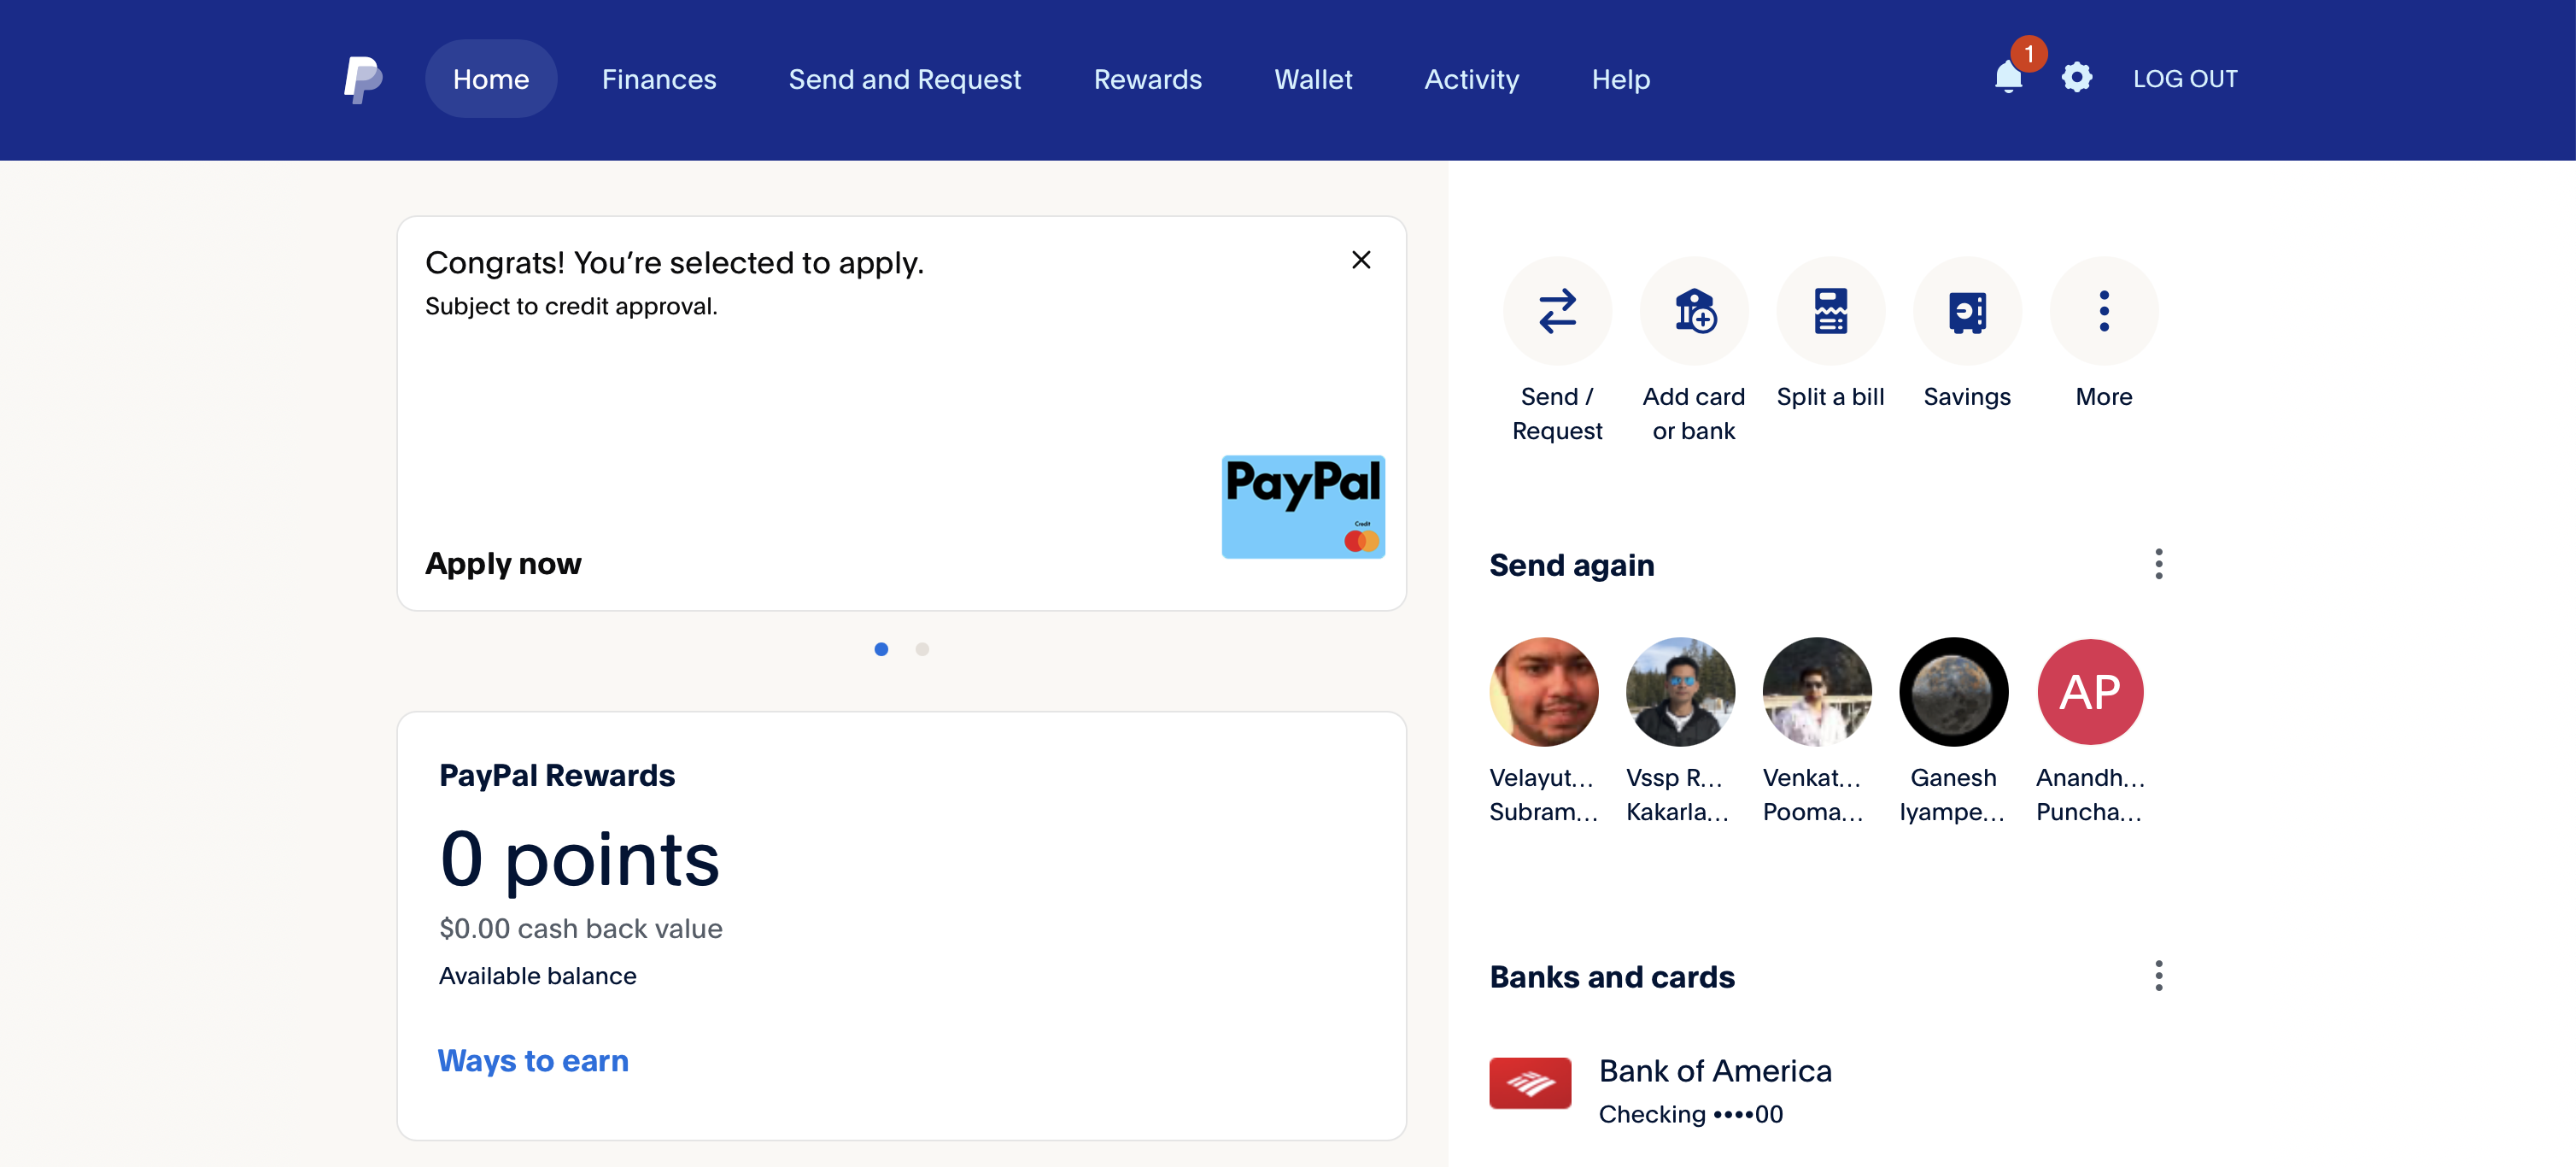 Home
Finances
Send and Request
Rewards
Wallet
Activity
Help
1
LOG OUT
Congrats! You’re selected to apply.
Subject to credit approval.
PayPal
Credit
Apply now
PayPal Rewards
0 points
$0.00 cash back value
Available balance
Ways to earn
Send /
Request
Add card
or bank
Split a bill
Savings
More
Send again
AP
Velayut...
Subram...
Vssp R...
Kakarla...
Venkat...
Pooma...
Ganesh
Iyampe...
Anandh...
Puncha...
Banks and cards
Bank of America
Checking ••••00